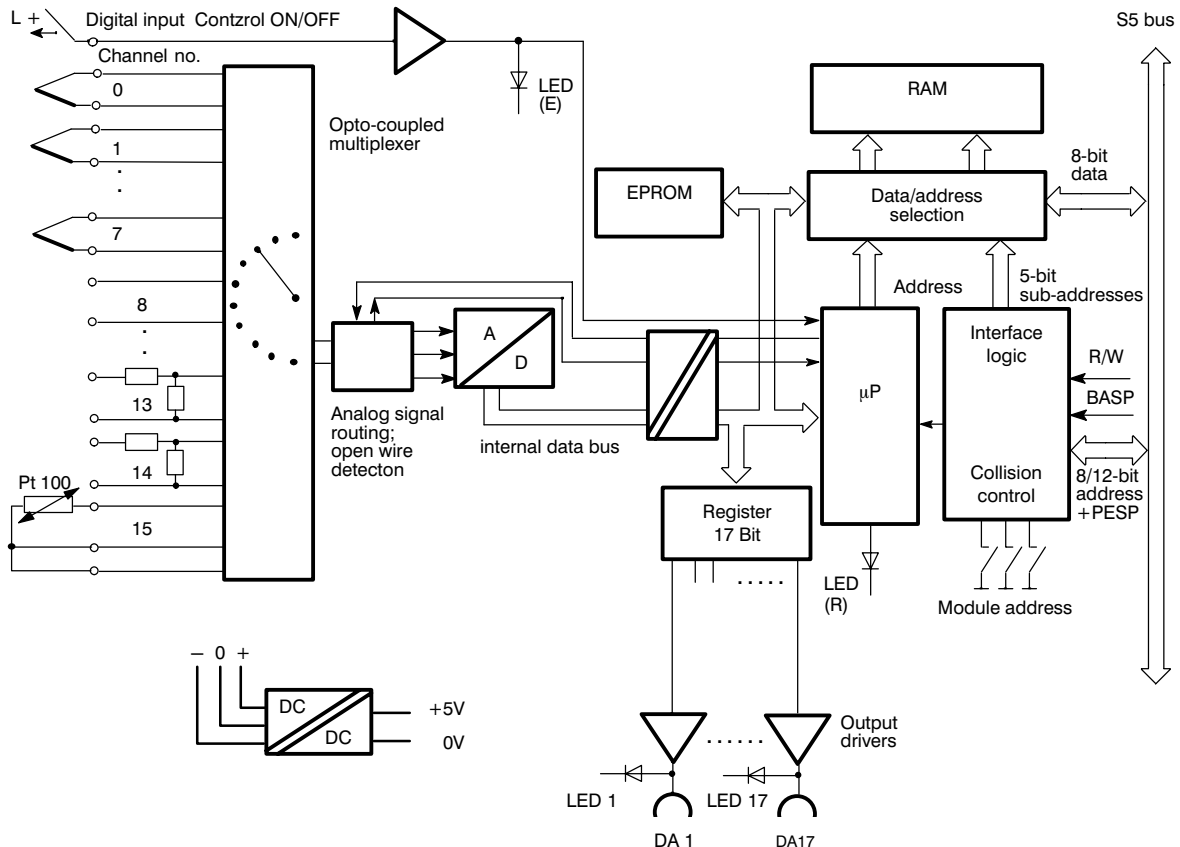 L +
Digital input Contzrol ON/OFF
S5 bus
Channel no.
0
LED
(E)
RAM
Opto-coupled
multiplexer
1
.
.
8-bit
data
EPROM
Data/address
selection
7
Address
5-bit
sub-addresses
8
.
.
A
D
Interface
logic
R/W
µP
BASP
13
Analog signal
routing;
open wire
detecton
internal data bus
14
Pt 100
Collision
control
8/12-bit
address
+PESP
15
Register
17 Bit
. . . . .
LED
(R)
Module address
– 0 +
DC
DC
+5V
0V
. . . . . .
Output
drivers
LED 1
LED 17
DA 1
DA17